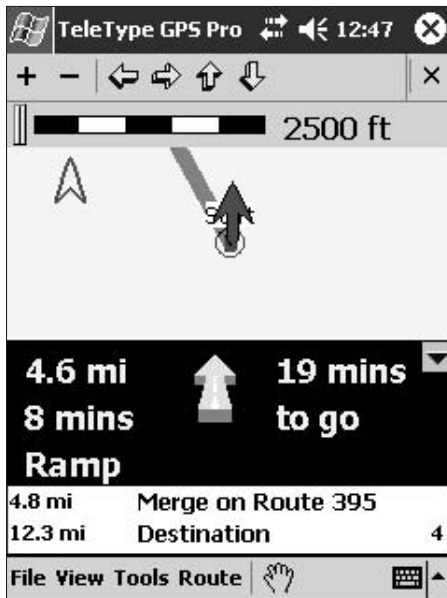 TeleType GPS Pro 12:47
+ −
2500 ft
4.6 mi 19 mins
8 mins to go
Ramp
4.8 mi Merge on Route 395
12.3 mi Destination 4
File View Tools Route